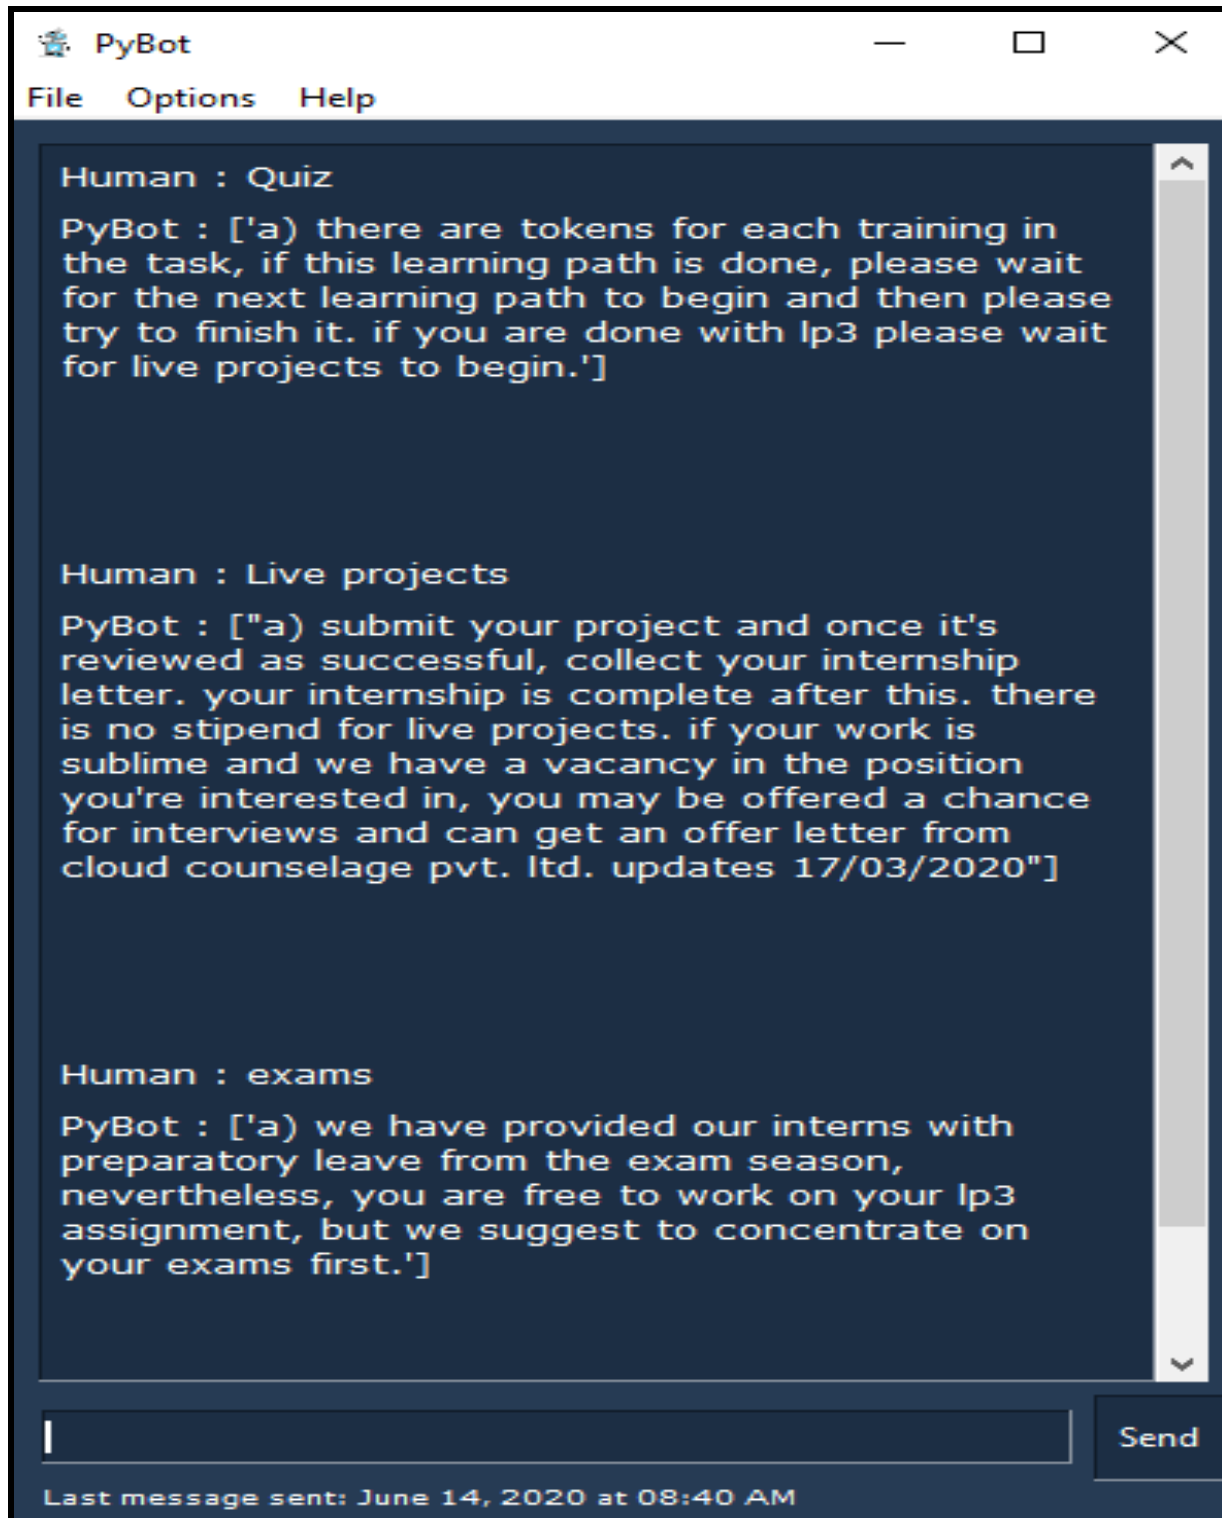 PyBot
File Options Help
Human : Quiz
PyBot : ['a) there are tokens for each training in
the task, if this learning path is done, please wait
for the next learning path to begin and then please
try to finish it. if you are done with lp3 please wait
for live projects to begin.']
Human : Live projects
PyBot : ["a) submit your project and once it's
reviewed as successful, collect your internship
letter. your internship is complete after this. there
is no stipend for live projects. if your work is
sublime and we have a vacancy in the position
you're interested in, you may be offered a chance
for interviews and can get an offer letter from
cloud counselage pvt. ltd. updates 17/03/2020"]
Human : exams
PyBot : ['a) we have provided our interns with
preparatory leave from the exam season,
nevertheless, you are free to work on your lp3
assignment, but we suggest to concentrate on
your exams first.']
Send
Last message sent: June 14, 2020 at 08:40 AM